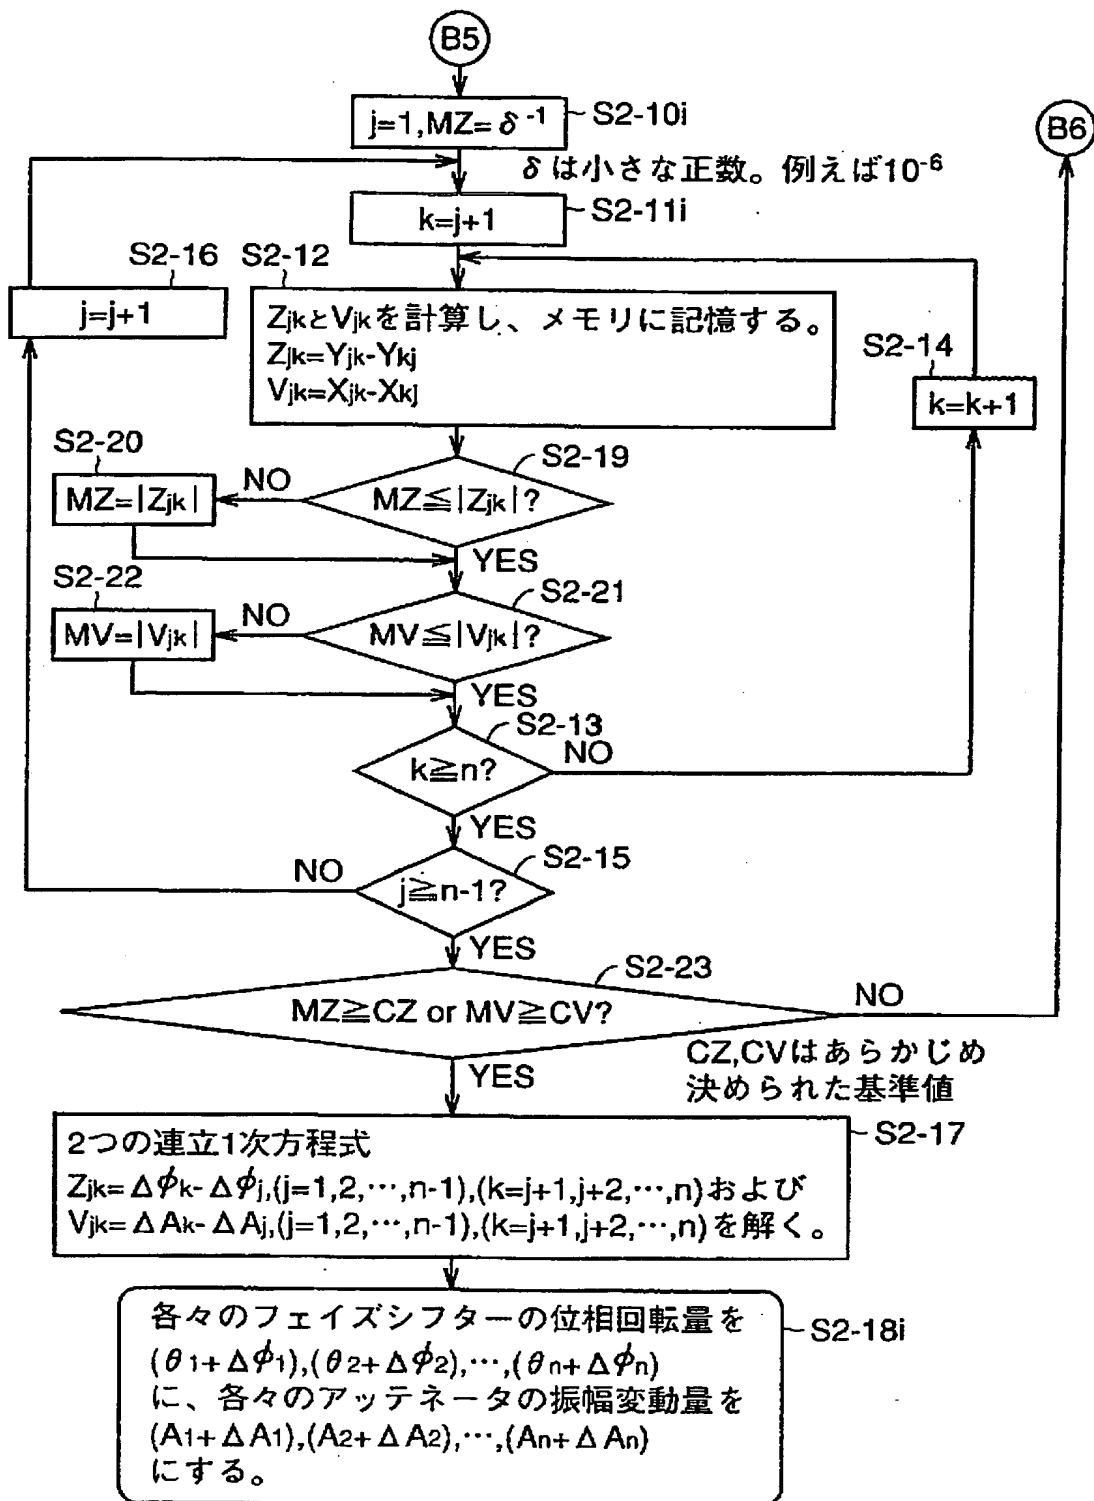 B5
j=1,MZ=δ⁻¹
S2-10i
B6
δは小さな正数。例えば10⁻⁶
k=j+1
S2-11i
S2-16
j=j+1
S2-12
ZjkとVjkを計算し、メモリに記憶する。
Zjk=Yjk-Ykj
Vjk=Xjk-Xkj
S2-14
k=k+1
S2-20
MZ=|Zjk|
NO
S2-19
MZ≦|Zjk|?
YES
S2-22
MV=|Vjk|
NO
S2-21
MV≦|Vjk|?
YES
S2-13
k≧n?
NO
YES
S2-15
NO
j≧n-1?
YES
S2-23
MZ≧CZ or MV≧CV?
NO
CZ,CVはあらかじめ
決められた基準値
YES
S2-17
2つの連立1次方程式
Zjk=Δϕk-Δϕj,(j=1,2,⋯,n-1),(k=j+1,j+2,⋯,n)および
Vjk=ΔAk-ΔAj,(j=1,2,⋯,n-1),(k=j+1,j+2,⋯,n)を解く。
S2-18i
各々のフェイズシフターの位相回転量を
(θ1+Δϕ1),(θ2+Δϕ2),⋯,(θn+Δϕn)
に、各々のアッテネータの振幅変動量を
(A1+ΔA1),(A2+ΔA2),⋯,(An+ΔAn)
にする。